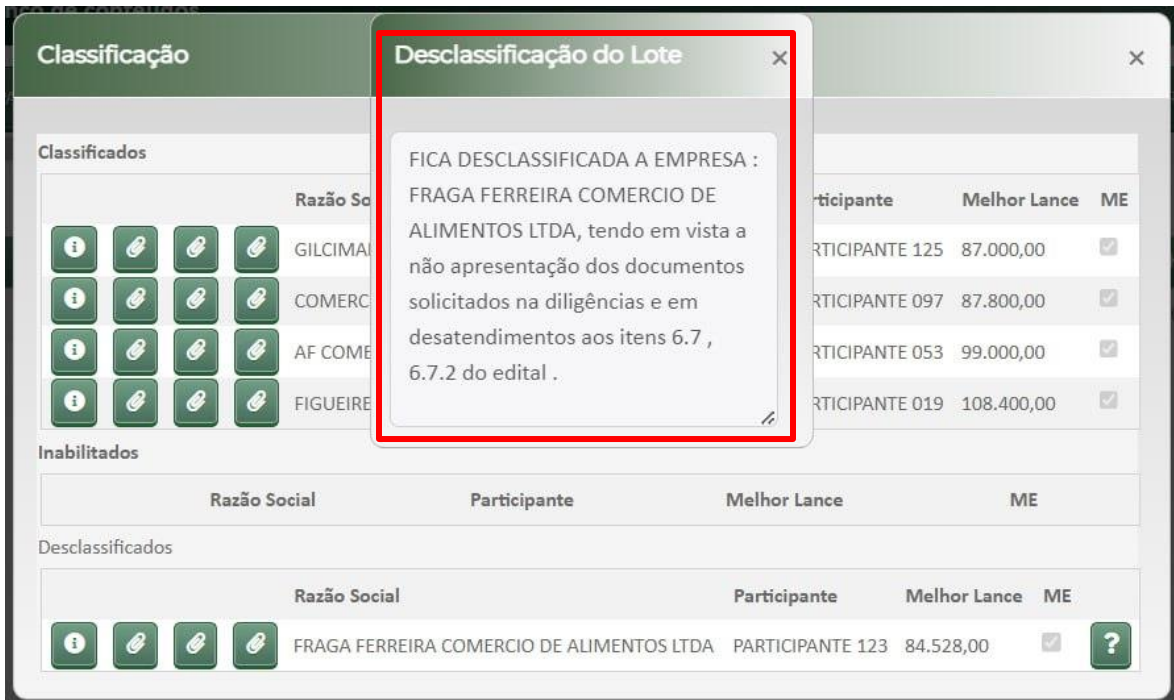 Classificação
Desclassificação do Lote ×
×
Classificados
FICA DESCLASSIFICADA A EMPRESA :
FRAGA FERREIRA COMERCIO DE
ALIMENTOS LTDA, tendo em vista a
não apresentação dos documentos
solicitados na diligências e em
desatendimentos aos itens 6.7 ,
6.7.2 do edital .
Razão So rticipante Melhor Lance ME
GILCIMA RTICIPANTE 125 87.000,00
COMERC RTICIPANTE 097 87.800,00
AF COME RTICIPANTE 053 99.000,00
FIGUEIRE RTICIPANTE 019 108.400,00
Inabilitados
Razão Social Participante Melhor Lance ME
Desclassificados
Razão Social Participante Melhor Lance ME
FRAGA FERREIRA COMERCIO DE ALIMENTOS LTDA PARTICIPANTE 123 84.528,00 ?